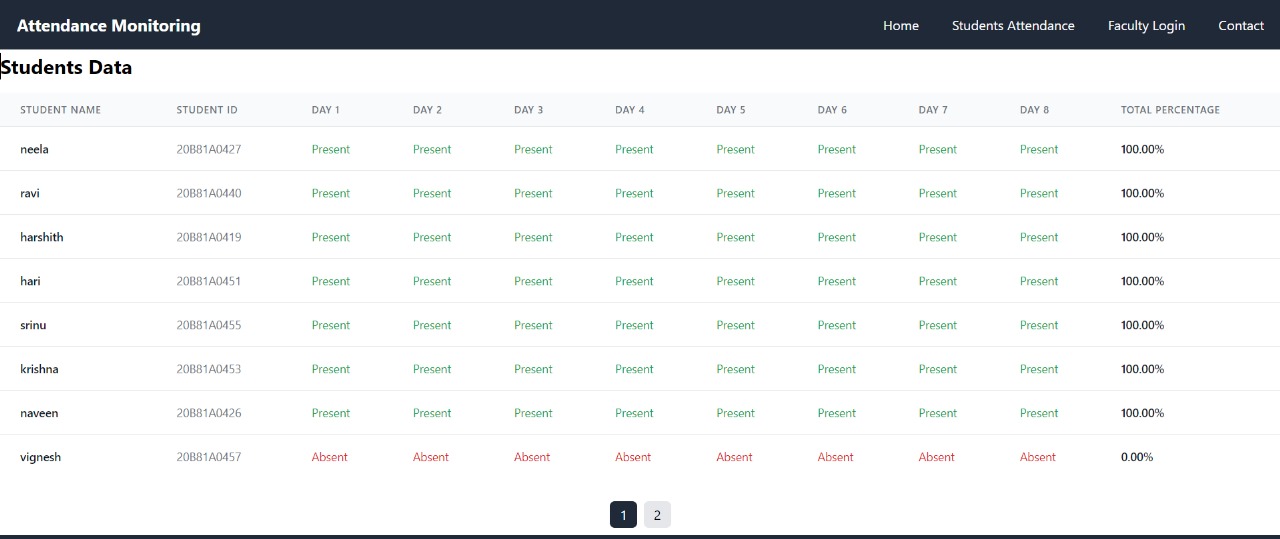 Attendance Monitoring Home Students Attendance Faculty Login Contact
Students Data
STUDENT NAME STUDENT ID DAY 1 DAY 2 DAY 3 DAY 4 DAY 5 DAY 6 DAY 7 DAY 8 TOTAL PERCENTAGE
neela 20B81A0427 Present Present Present Present Present Present Present Present 100.00%
ravi 20B81A0440 Present Present Present Present Present Present Present Present 100.00%
harshith 20B81A0419 Present Present Present Present Present Present Present Present 100.00%
hari 20B81A0451 Present Present Present Present Present Present Present Present 100.00%
srinu 20B81A0455 Present Present Present Present Present Present Present Present 100.00%
krishna 20B81A0453 Present Present Present Present Present Present Present Present 100.00%
naveen 20B81A0426 Present Present Present Present Present Present Present Present 100.00%
vignesh 20B81A0457 Absent Absent Absent Absent Absent Absent Absent Absent 0.00%
1 2